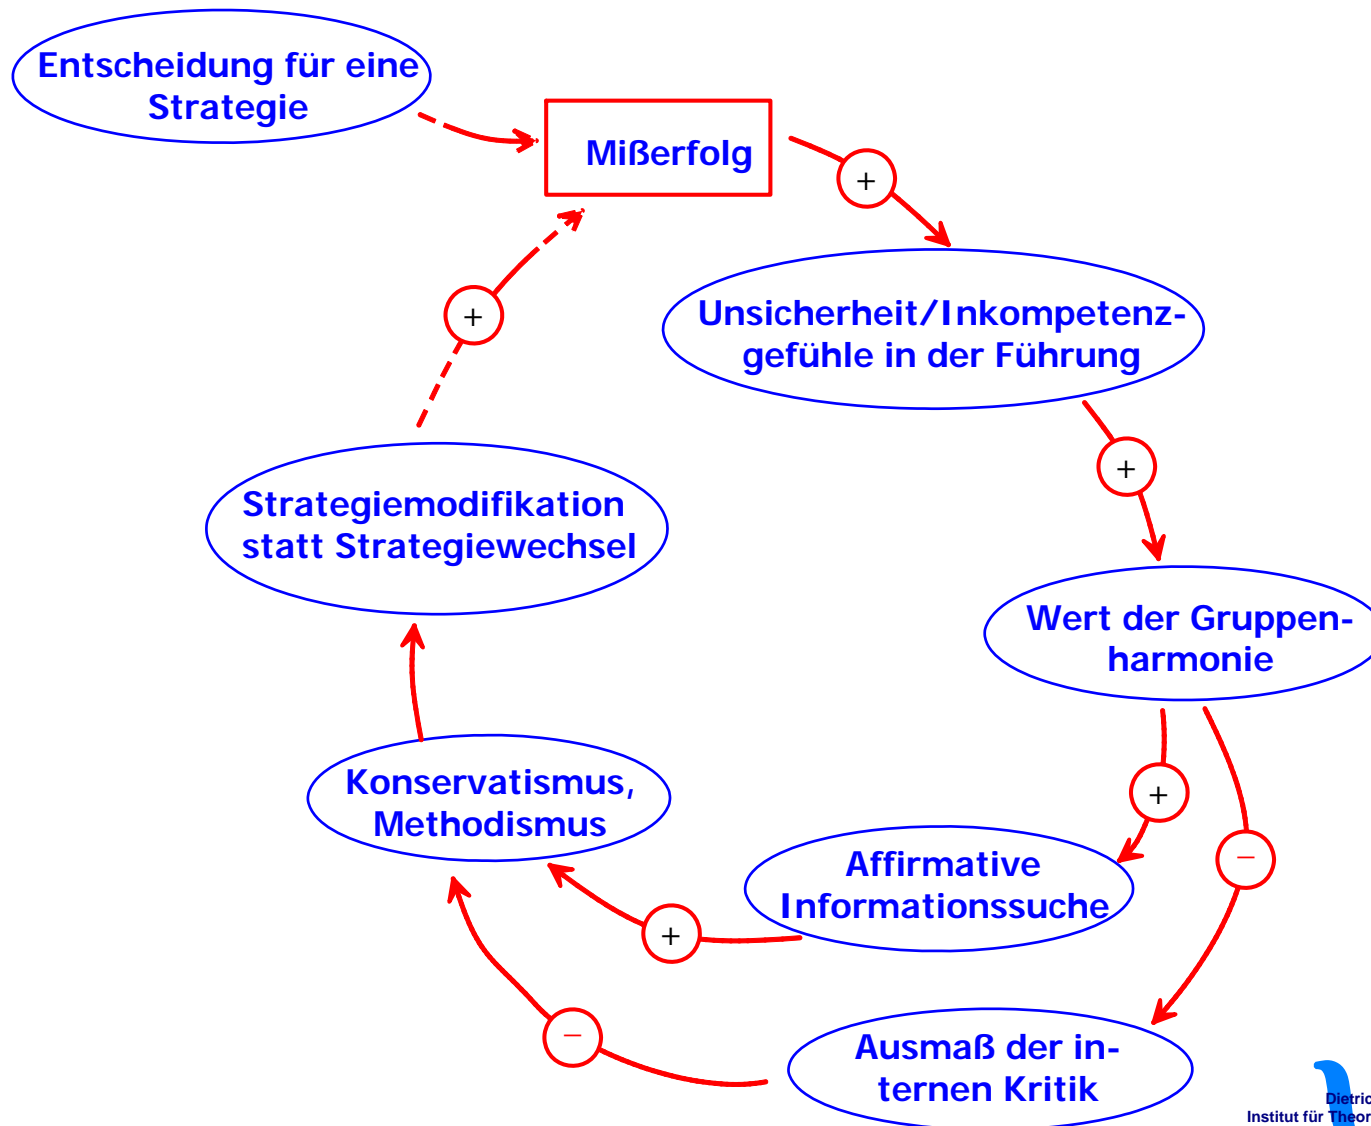 Entscheidung für eine
Strategie
Mißerfolg
+
+
Unsicherheit/Inkompetenz-
gefühle in der Führung
+
Strategiemodifikation
statt Strategiewechsel
Wert der Gruppen-
harmonie
Konservatismus,
Methodismus
+
−
Affirmative
Informationssuche
+
−
Ausmaß der in-
ternen Kritik
Institut für